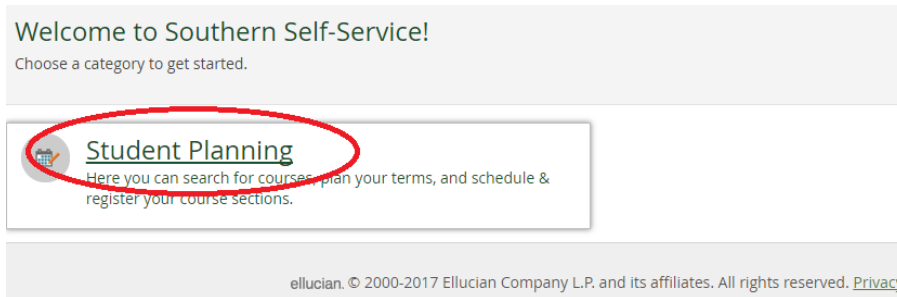 Welcome to Southern Self-Service!
Choose a category to get started.
Student Planning
Here you can search for courses, plan your terms, and schedule &
register your course sections.
ellucian. © 2000-2017 Ellucian Company L.P. and its affiliates. All rights reserved. Privacy